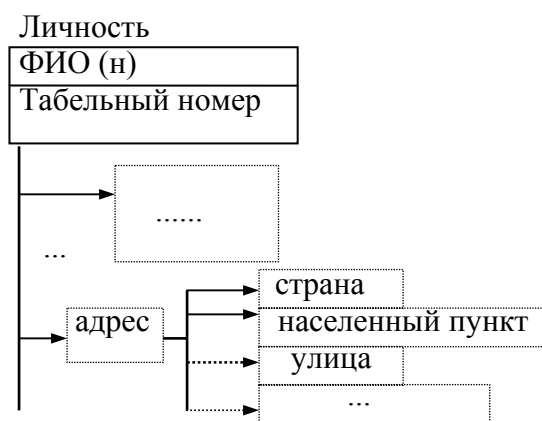 Личность
ФИО (н)
Табельный номер
......
...
адрес
страна
населенный пункт
улица
...